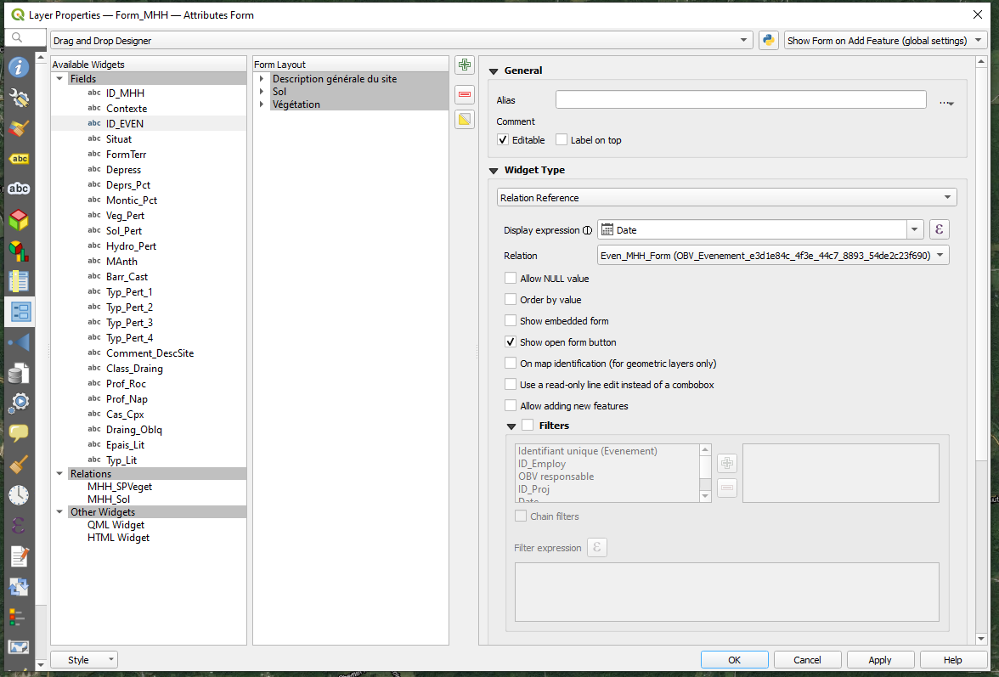 Layer Properties — Form_MHH — Attributes Form
Drag and Drop Designer
Show Form on Add Feature (global settings)
Available Widgets
Fields
abc ID_MHH
abc Contexte
abc ID_EVEN
abc Situat
abc FormTerr
abc Depress
abc Deprs_Pct
abc Montic_Pct
abc Veg_Pert
abc Sol_Pert
abc Hydro_Pert
abc MAnth
abc Barr_Cast
abc Typ_Pert_1
abc Typ_Pert_2
abc Typ_Pert_3
abc Typ_Pert_4
abc Comment_DescSite
abc Class_Draing
abc Prof_Roc
abc Prof_Nap
abc Cas_Cpx
abc Draing_Oblq
abc Epais_Lit
abc Typ_Lit
Relations
MHH_SPVeget
MHH_Sol
Other Widgets
QML Widget
HTML Widget
Form Layout
Description générale du site
Sol
Végétation
General
Alias
...
Comment
Editable
Label on top
Widget Type
Relation Reference
Display expression
Date
ε
Relation
Even_MHH_Form (OBV_Evenement_e3d1e84c_4f3e_44c7_8893_54de2c23f690)
Allow NULL value
Order by value
Show embedded form
Show open form button
On map identification (for geometric layers only)
Use a read-only line edit instead of a combobox
Allow adding new features
Filters
Identifiant unique (Evenement)
ID_Employ
OBV responsable
ID_Proj
Date
Chain filters
Filter expression
ε
abc
abc
Style
OK
Cancel
Apply
Help